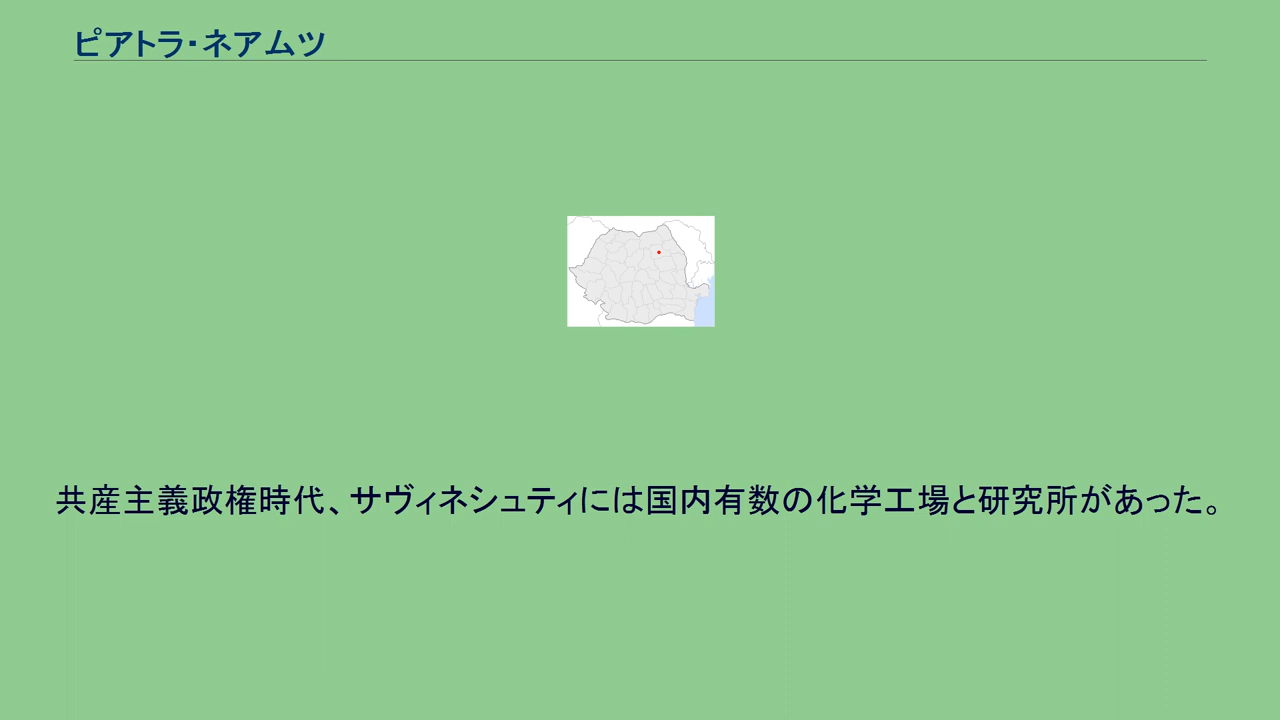 ピアトラ・ネアムツ
共産主義政権時代、サヴィネシュティには国内有数の化学工場と研究所があった。